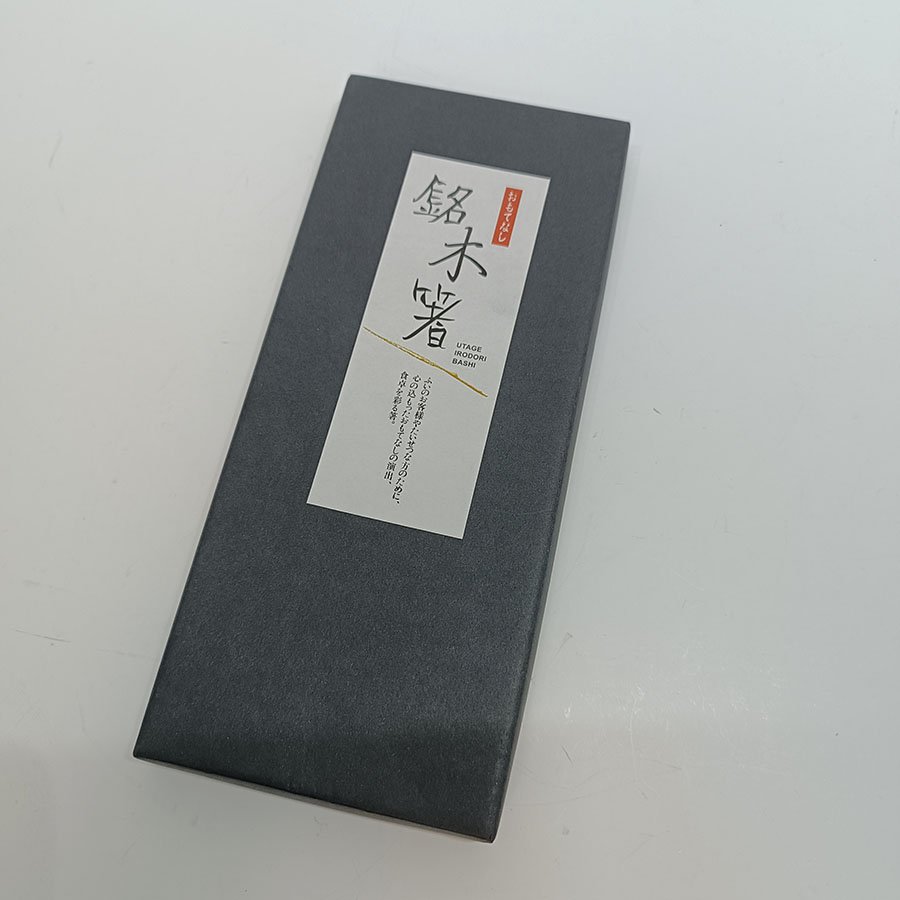 おもてなし
銘木箸
UTAGE
IRODORI
BASHI
ふいのお客様やたいせつな方のために、
心の込もったおもてなしの演出、
食卓を彩る箸。